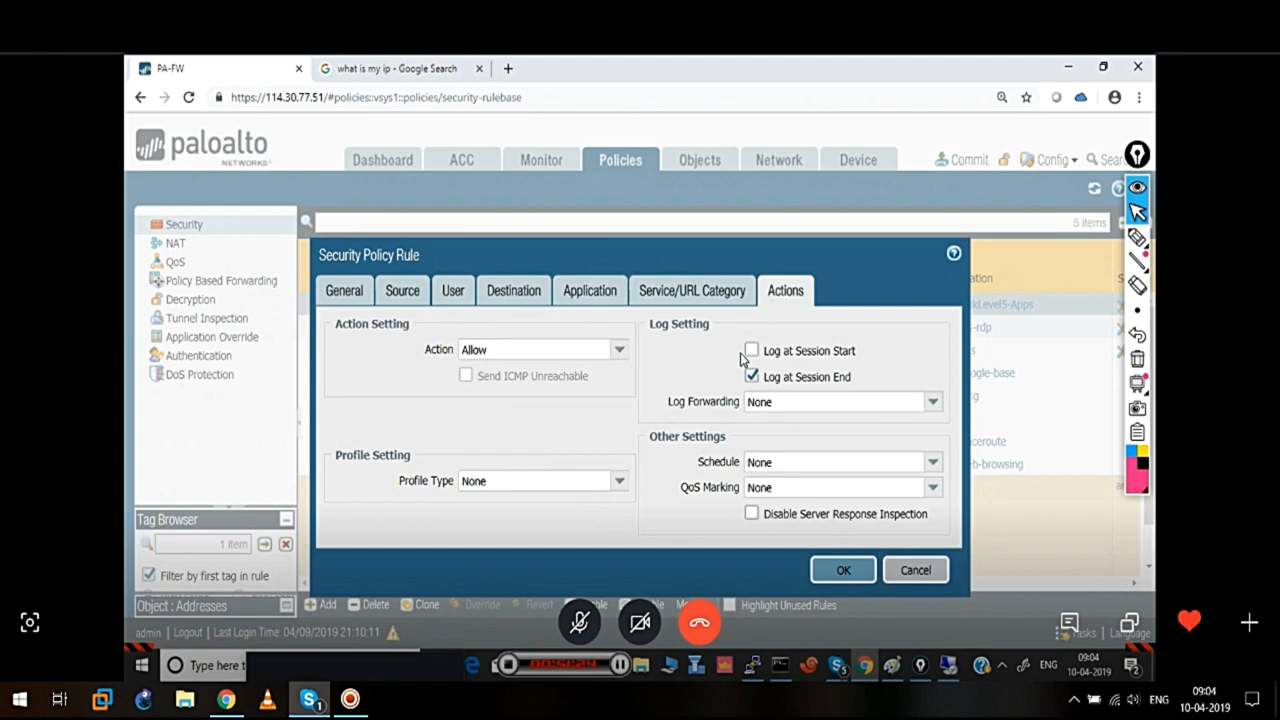 PA-FW
what is my ip - Google Search
https://114.30.77.51/#policies::vsys1::policies/security-rulebase
paloalto
NETWORKS
Dashboard ACC Monitor Policies Objects Network Device
Commit Config
5 items
Security
NAT
QoS
Policy Based Forwarding
Decryption
Tunnel Inspection
Application Override
Authentication
DoS Protection
Security Policy Rule
General Source User Destination Application Service/URL Category Actions
Action Setting
Action Allow
Send ICMP Unreachable
Profile Setting
Profile Type None
Log Setting
Log at Session Start
Log at Session End
Log Forwarding None
Other Settings
Schedule None
QoS Marking None
Disable Server Response Inspection
OK Cancel
Tag Browser
1 item
Filter by first tag in rule
Object : Addresses
Add Delete Clone Override Revert Highlight Unused Rules
admin | Logout | Last Login Time: 04/09/2019 21:10:11
Language
Type here t
ENG
09:04
10-04-2019
ENG
09:04
10-04-2019